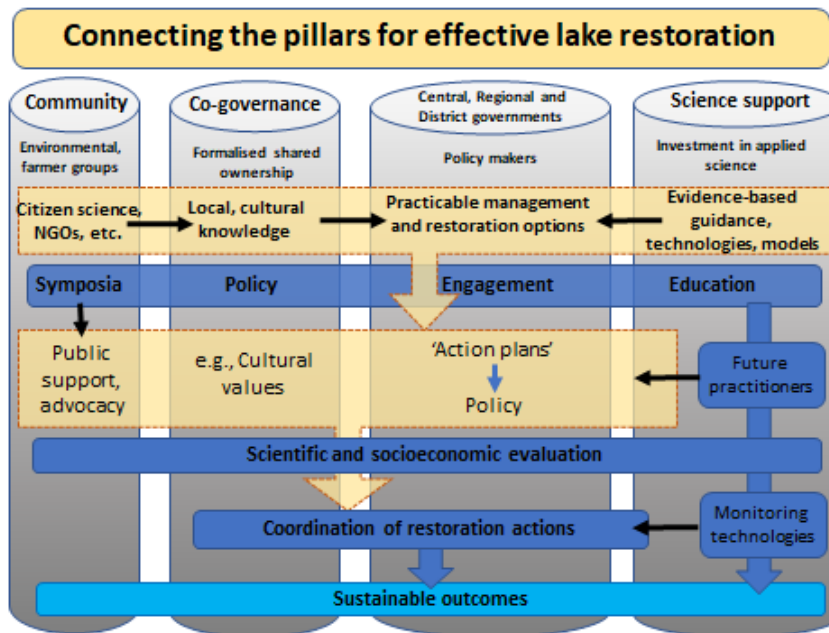 Connecting the pillars for effective lake restoration
Community
Co-governance
Central, Regional and
District governments
Science support
Environmental,
farmer groups
Formalised shared
ownership
Policy makers
Investment in applied
science
Citizen science,
NGOs, etc.
Local, cultural
knowledge
Practicable management
and restoration options
Evidence-based
guidance,
technologies, models
Symposia
Policy
Engagement
Education
Public
support,
advocacy
e.g., Cultural
values
‘Action plans’
Policy
Future
practitioners
Scientific and socioeconomic evaluation
Coordination of restoration actions
Monitoring
technologies
Sustainable outcomes